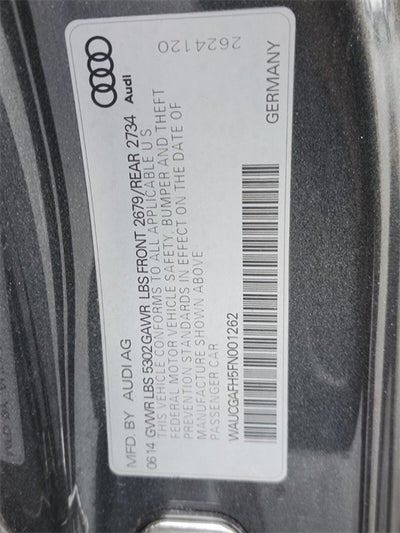 MFD. BY AUDI AG
06 14 GVWR LBS 5302 GAWR LBS FRONT 2679/REAR 2734
THIS VEHICLE CONFORMS TO ALL APPLICABLE U S
FEDERAL MOTOR VEHICLE SAFETY, BUMPER AND THEFT
PREVENTION STANDARDS IN EFFECT ON THE DATE OF
MANUFACTURE SHOWN ABOVE
PASSENGER CAR
WAUCGAFH5FN001262
Audi
2624120
GERMANY